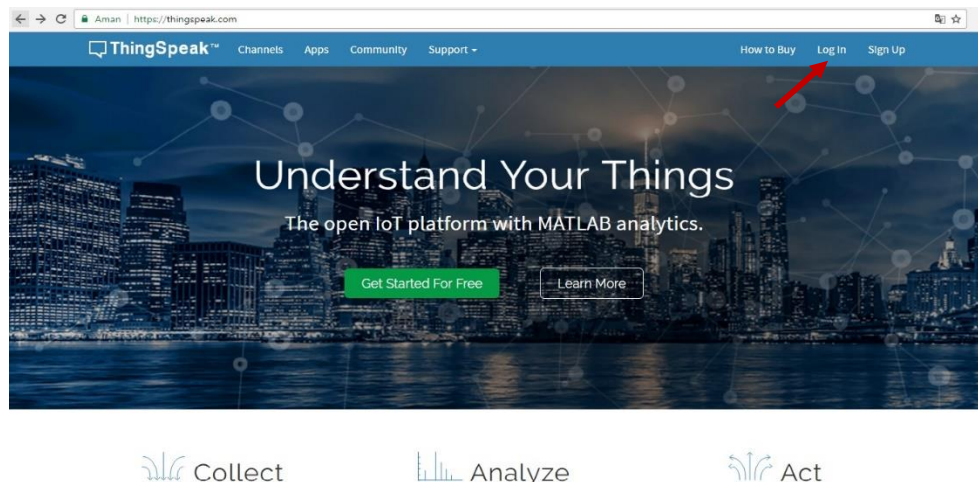 Aman | https://thingspeak.com
ThingSpeak™ Channels Apps Community Support How to Buy Log In Sign Up
Understand Your Things
The open IoT platform with MATLAB analytics.
Get Started For Free Learn More
Collect Analyze Act